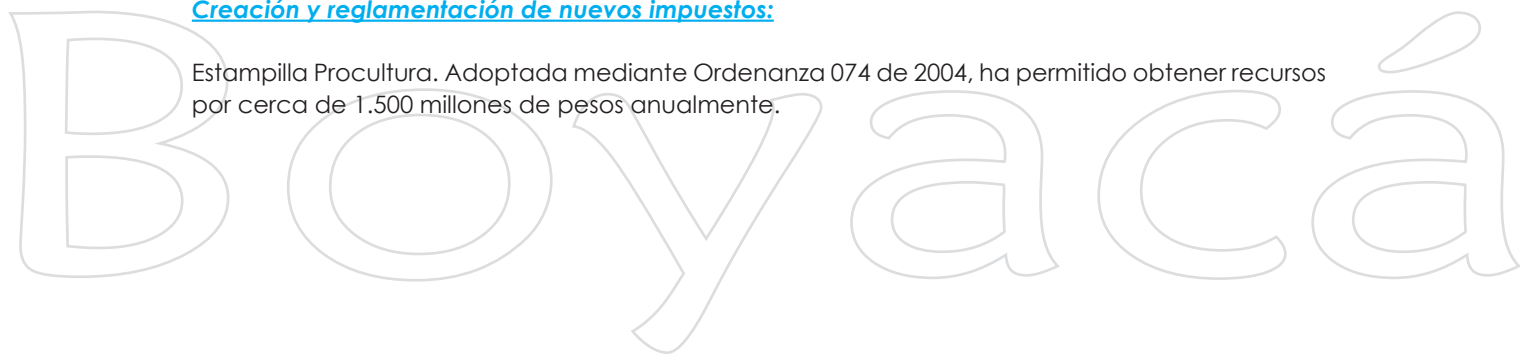 Creación y reglamentación de nuevos impuestos:
Estampilla Procultura. Adoptada mediante Ordenanza 074 de 2004, ha permitido obtener recursos
por cerca de 1.500 millones de pesos anualmente.
Boyacá